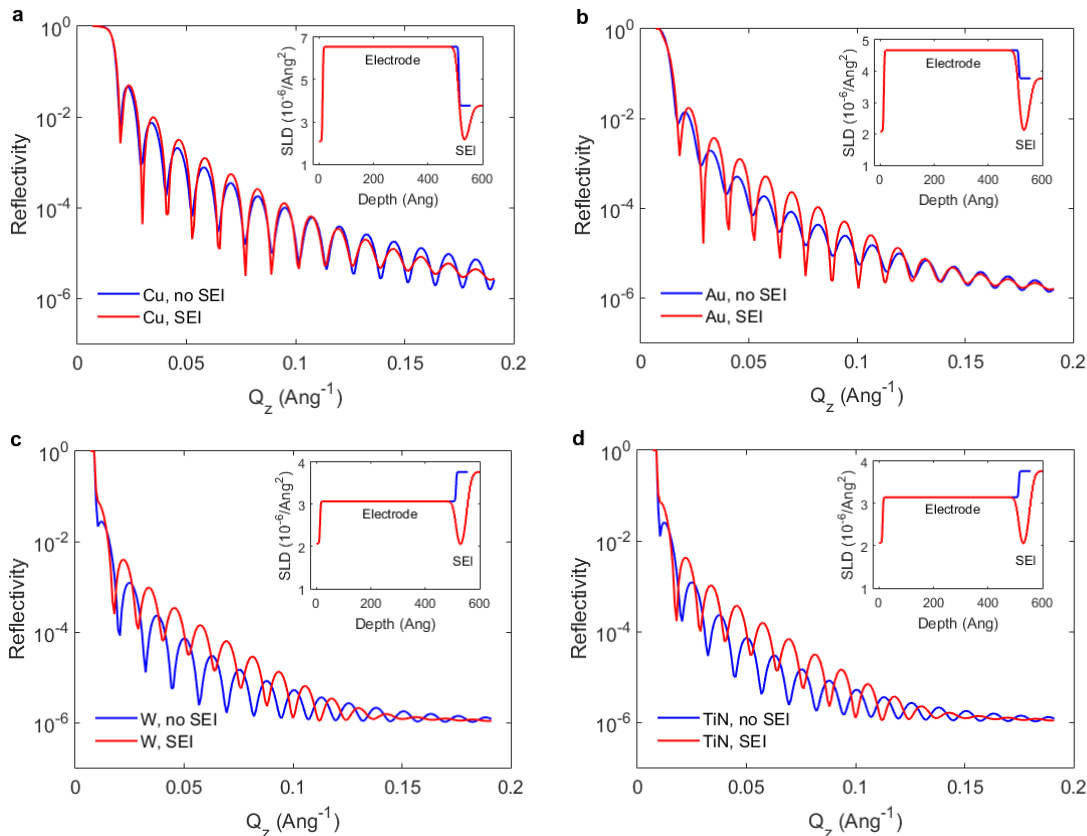 a
10^0
10^-2
10^-4
10^-6
Reflectivity
0
0.05
0.1
0.15
0.2
Q_z (Ang^-1)
Cu, no SEI
Cu, SEI
7
5
3
1
SLD (10^-6/Ang^2)
Electrode
SEI
0
200
400
600
Depth (Ang)
b
10^0
10^-2
10^-4
10^-6
Reflectivity
0
0.05
0.1
0.15
0.2
Q_z (Ang^-1)
Au, no SEI
Au, SEI
5
4
3
2
1
SLD (10^-6/Ang^2)
Electrode
SEI
0
200
400
600
Depth (Ang)
c
10^0
10^-2
10^-4
10^-6
Reflectivity
0
0.05
0.1
0.15
0.2
Q_z (Ang^-1)
W, no SEI
W, SEI
4
3
2
1
SLD (10^-6/Ang^2)
Electrode
SEI
0
200
400
600
Depth (Ang)
d
10^0
10^-2
10^-4
10^-6
Reflectivity
0
0.05
0.1
0.15
0.2
Q_z (Ang^-1)
TiN, no SEI
TiN, SEI
4
3
2
1
SLD (10^-6/Ang^2)
Electrode
SEI
0
200
400
600
Depth (Ang)